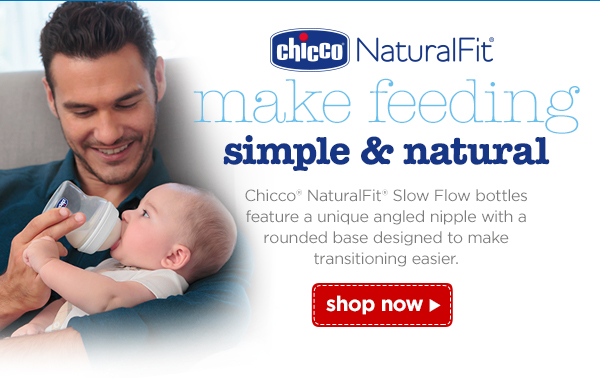 chicco NaturalFit®
make feeding
simple & natural
Chicco® NaturalFit® Slow Flow bottles
feature a unique angled nipple with a
rounded base designed to make
transitioning easier.
shop now
chicco